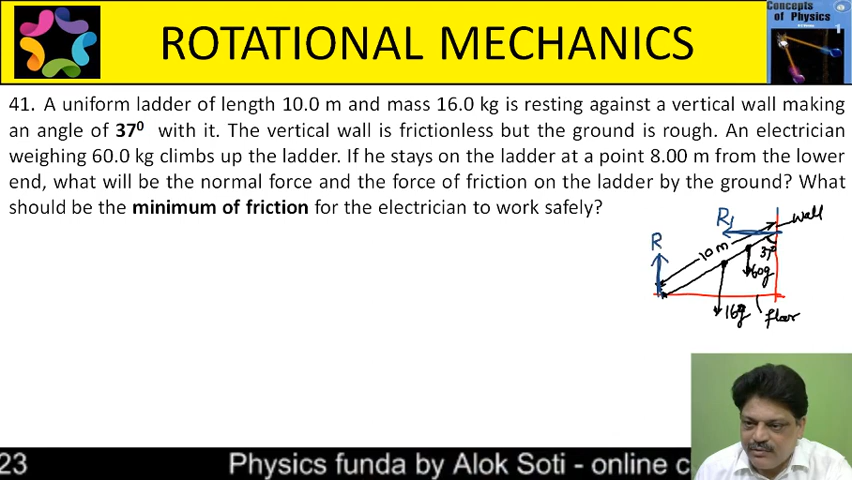 Concepts
of Physics
1
ROTATIONAL MECHANICS
41. A uniform ladder of length 10.0 m and mass 16.0 kg is resting against a vertical wall making
an angle of 37⁰ with it. The vertical wall is frictionless but the ground is rough. An electrician
weighing 60.0 kg climbs up the ladder. If he stays on the ladder at a point 8.00 m from the lower
end, what will be the normal force and the force of friction on the ladder by the ground? What
should be the minimum of friction for the electrician to work safely?
R₁
wall
R
10 m
37⁰
60g
16g
floor
23
Physics funda by Alok Soti - online c